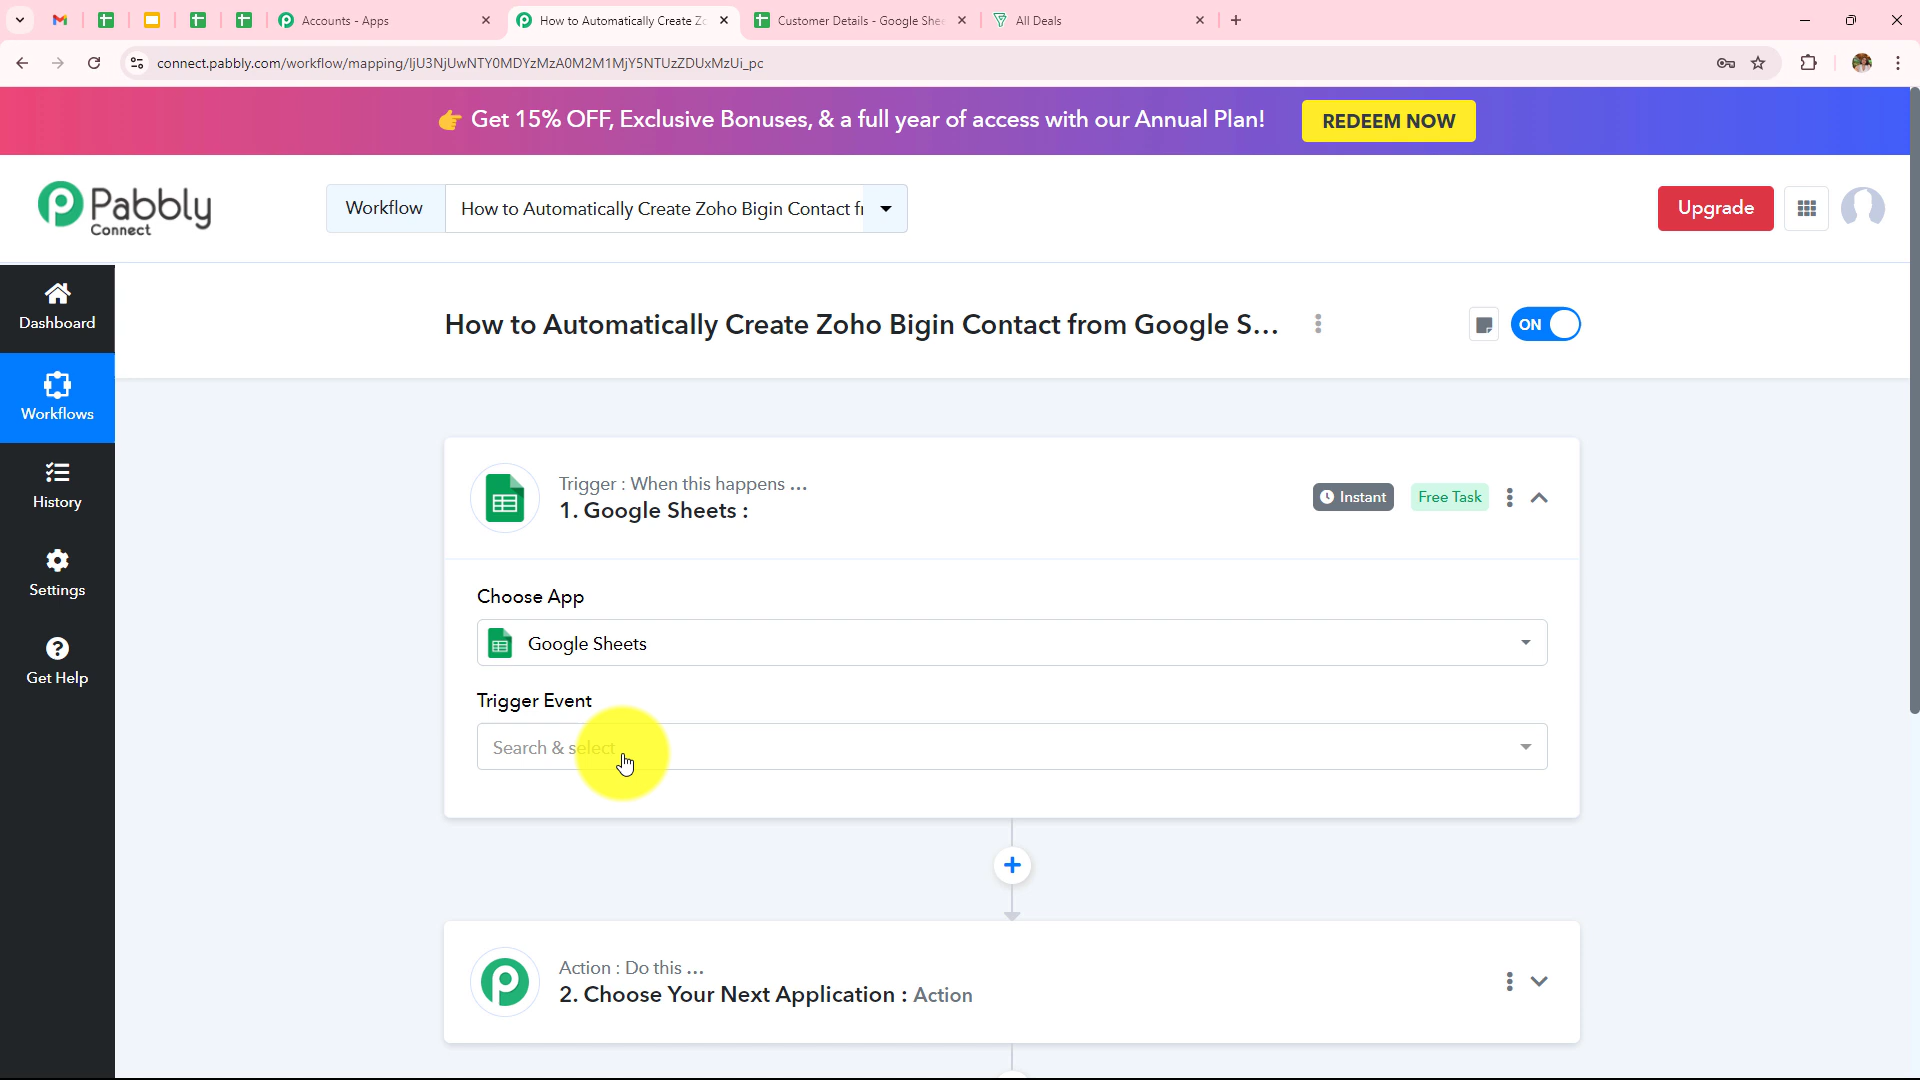 Accounts - Apps
How to Automatically Create Zo
Customer Details - Google She
All Deals
connect.pabbly.com/workflow/mapping/IjU3NjUwNTY0MDYzMzA0M2M1MjY5NTUzZDUxMzUi_pc
👉 Get 15% OFF, Exclusive Bonuses, & a full year of access with our Annual Plan!
REDEEM NOW
Pabbly
Connect
Workflow
How to Automatically Create Zoho Bigin Contact fr
Upgrade
Dashboard
Workflows
History
Settings
Get Help
How to Automatically Create Zoho Bigin Contact from Google S...
ON
Trigger : When this happens ...
1. Google Sheets :
Instant
Free Task
Choose App
Google Sheets
Trigger Event
Search & select
Action : Do this ...
2. Choose Your Next Application : Action